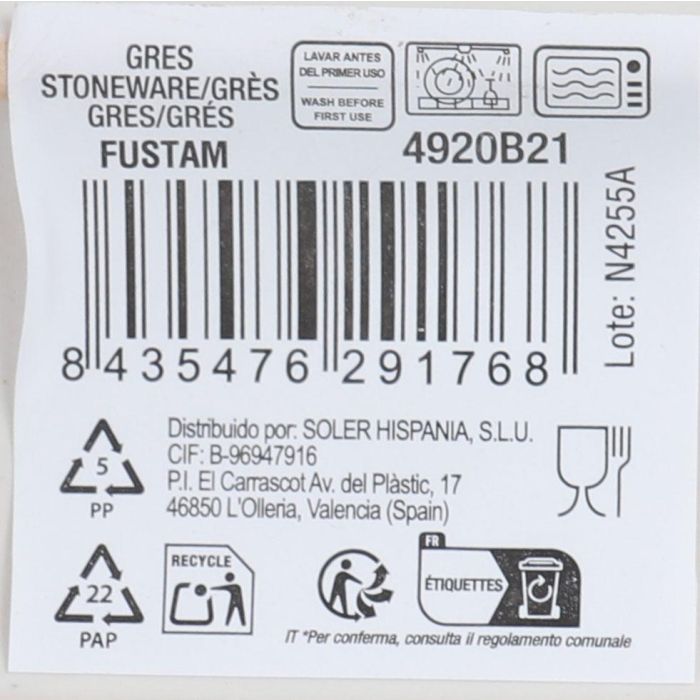 GRES
STONEWARE/GRÈS
GRES/GRÉS
LAVAR ANTES
DEL PRIMER USO
WASH BEFORE
FIRST USE
FUSTAM
4920B21
Lote: N4255A
8 435476 291768
5
PP
Distribuido por: SOLER HISPANIA, S.L.U.
CIF: B-96947916
P.I. El Carrascot Av. del Plàstic, 17
46850 L'Olleria, Valencia (Spain)
22
PAP
RECYCLE
FR
ÉTIQUETTES
IT *Per conferma, consulta il regolamento comunale